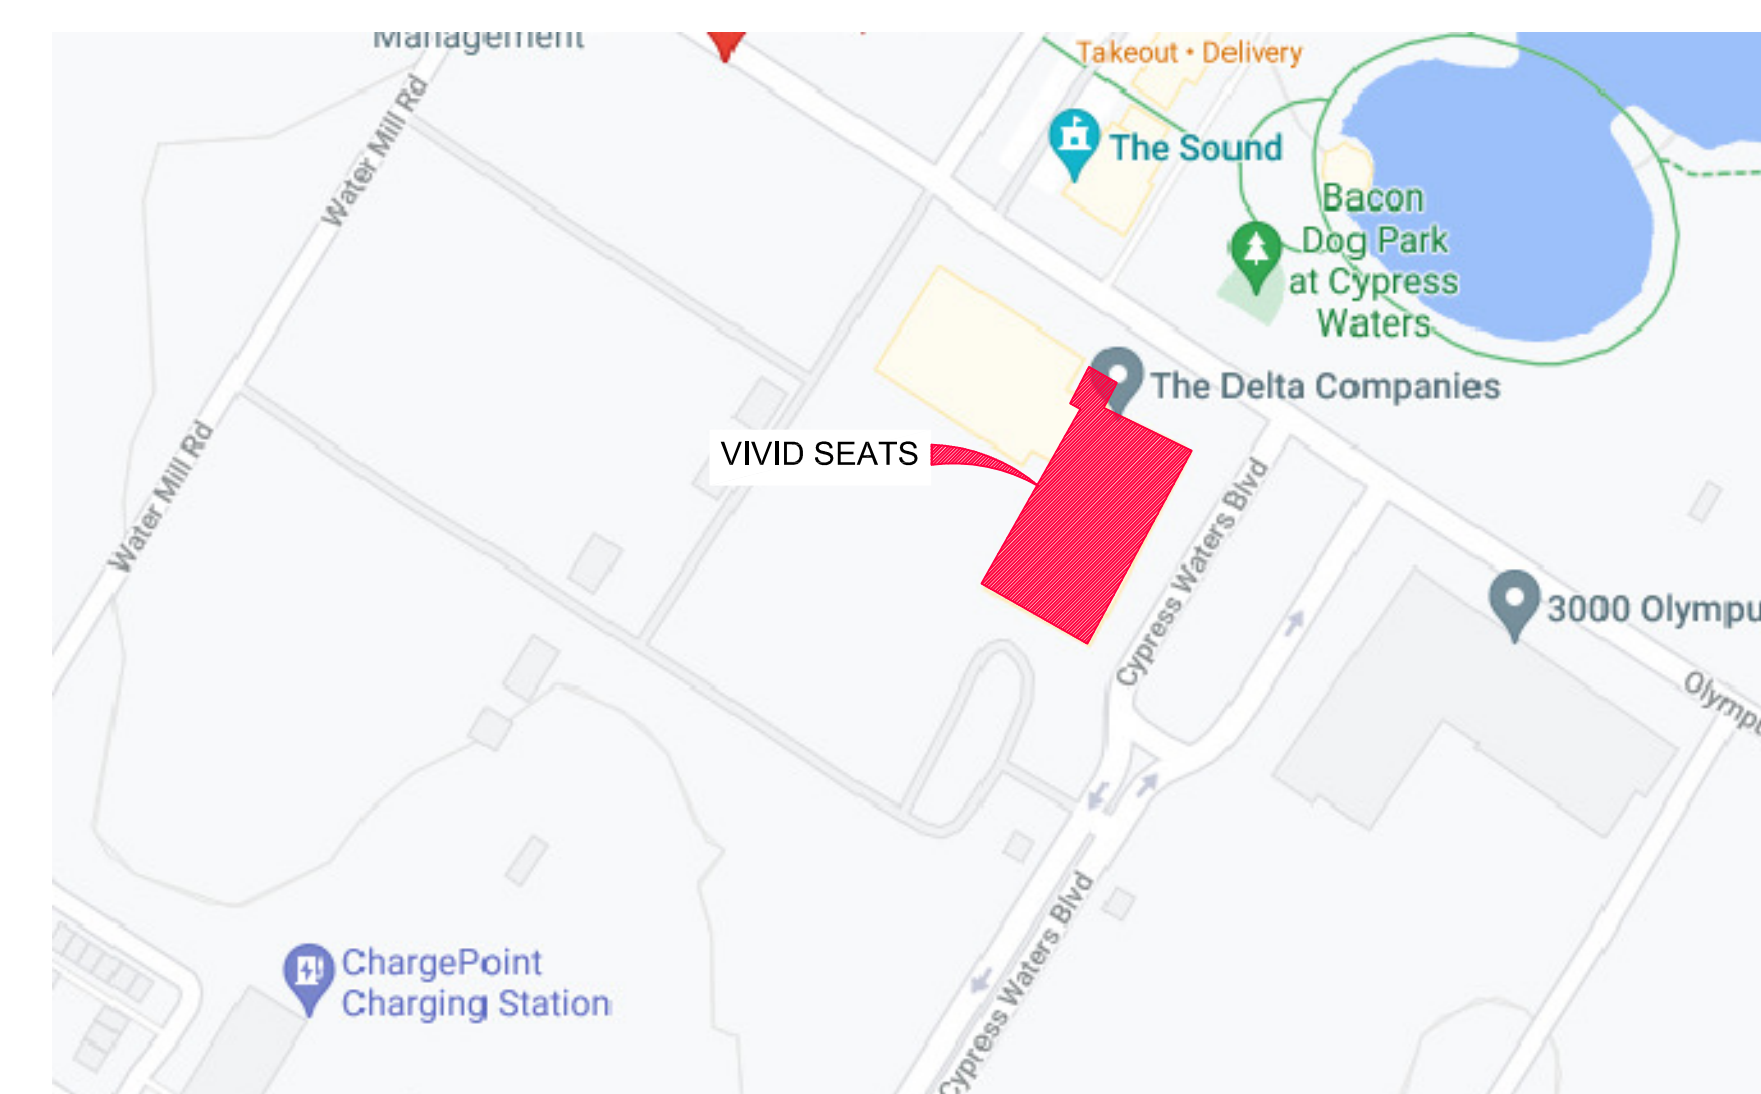 Management
Takeout • Delivery
Water Mill Rd
The Sound
Bacon
Dog Park
at Cypress
Waters
The Delta Companies
VIVID SEATS
Water Mill Rd
Cypress Waters Blvd
3000 Olympu
Olympu
Cypress Waters Blvd
ChargePoint
Charging Station